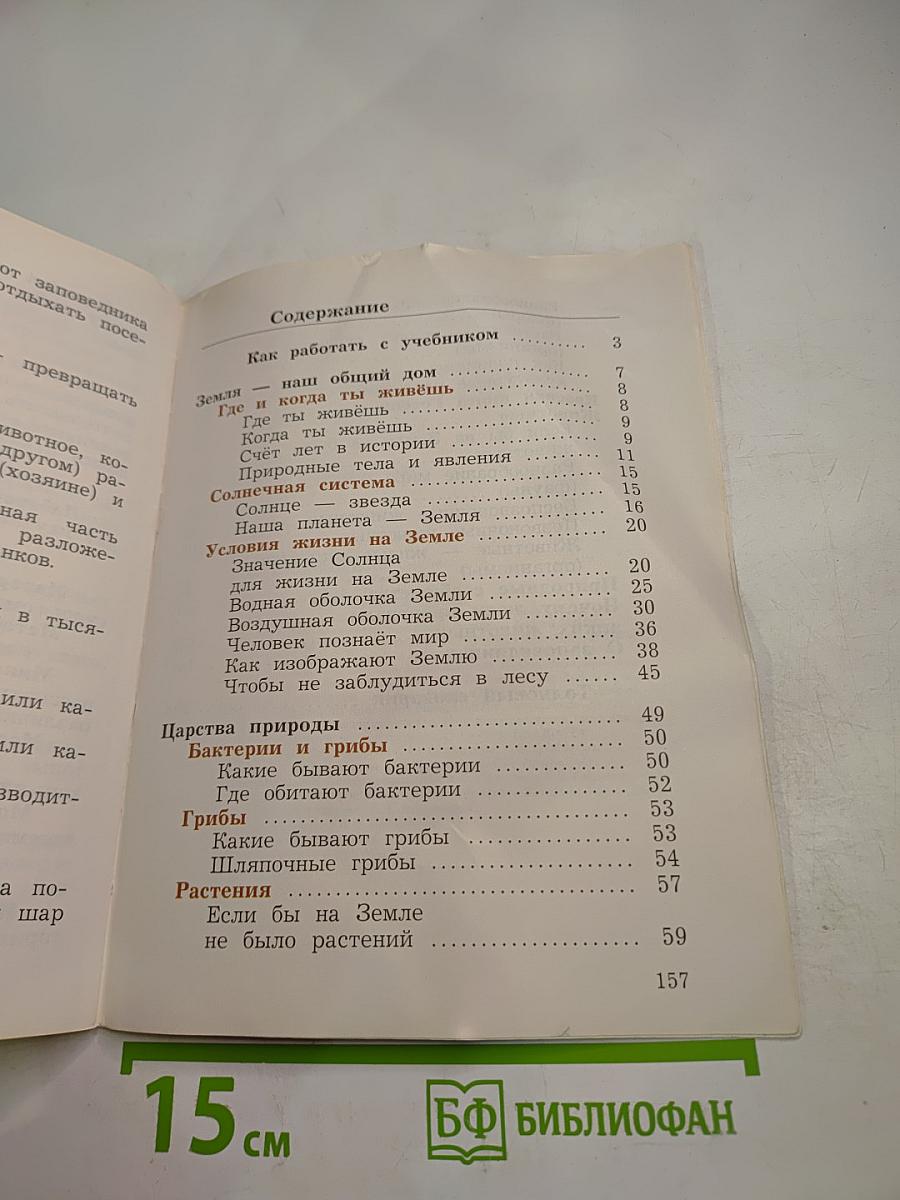 от заповедника
отдыхать посе-
превращать
ивотное, ко-
другом) ра-
(хозяине) и
ная часть
разложе-
нков.
в тыся-
или ка-
или ка-
зводит-
а по-
шар
Содержание
Как работать с учебником .......... 3
Земля — наш общий дом .......... 7
Где и когда ты живёшь .......... 8
Где ты живёшь .......... 8
Когда ты живёшь .......... 9
Счёт лет в истории .......... 9
Природные тела и явления .......... 11
Солнечная система .......... 15
Солнце — звезда .......... 15
Наша планета — Земля .......... 16
Условия жизни на Земле .......... 20
Значение Солнца
для жизни на Земле .......... 20
Водная оболочка Земли .......... 25
Воздушная оболочка Земли .......... 30
Человек познаёт мир .......... 36
Как изображают Землю .......... 38
Чтобы не заблудиться в лесу ...... 45
Царства природы .......... 49
Бактерии и грибы .......... 50
Какие бывают бактерии .......... 50
Где обитают бактерии .......... 52
Грибы .......... 53
Какие бывают грибы .......... 53
Шляпочные грибы .......... 54
Растения .......... 57
Если бы на Земле
не было растений .......... 59
157
15 см
БФ БИБЛИОФАН